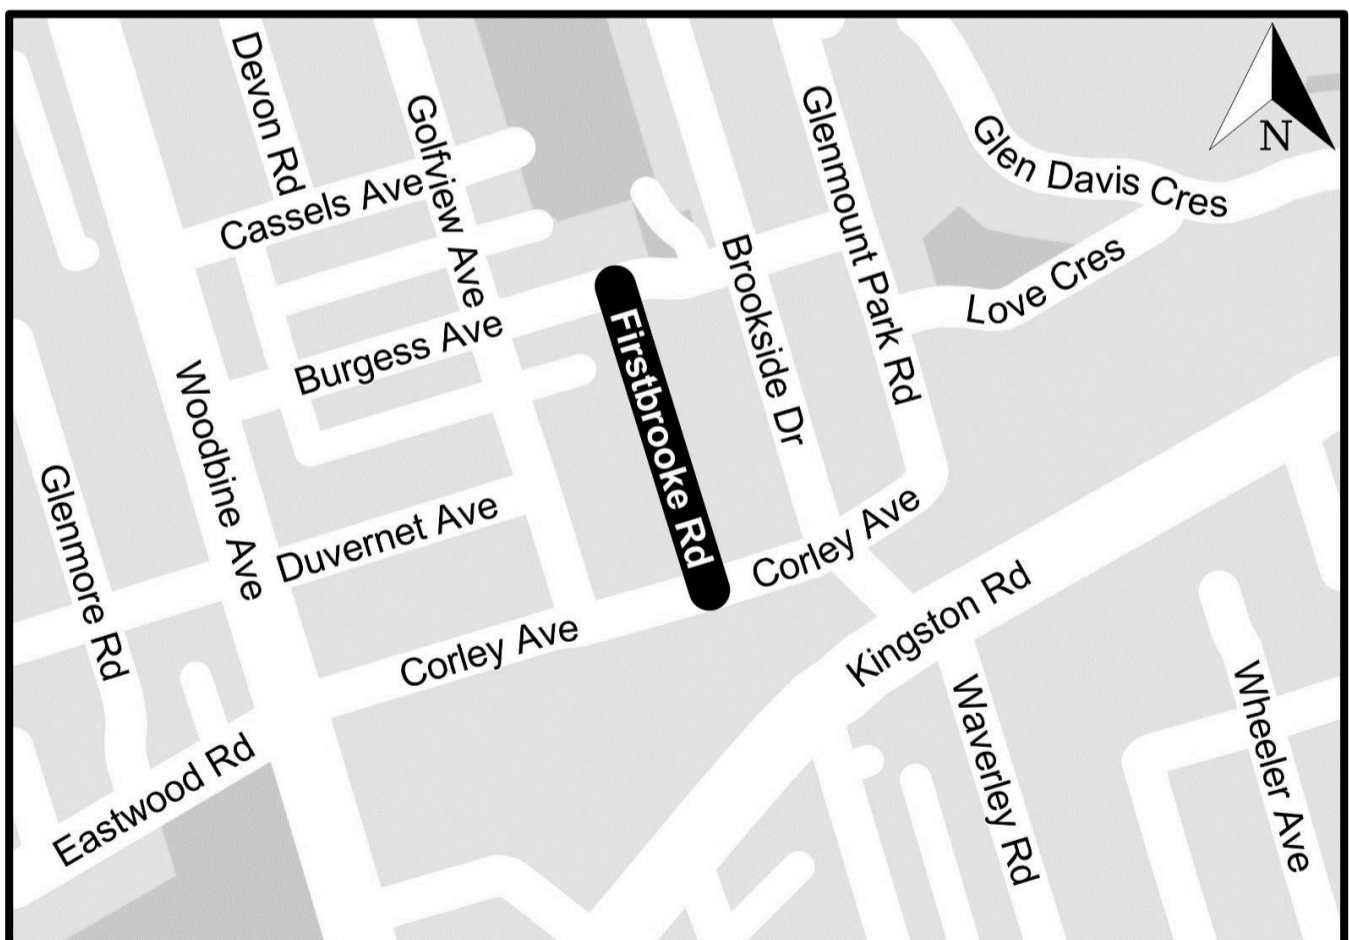 Devon Rd
Golfview Ave
Cassels Ave
Glenmount Park Rd
Glen Davis Cres
N
Love Cres
Brookside Dr
Burgess Ave
Firstbrooke Rd
Woodbine Ave
Glenmore Rd
Duvernet Ave
Corley Ave
Corley Ave
Kingston Rd
Eastwood Rd
Waverley Rd
Wheeler Ave